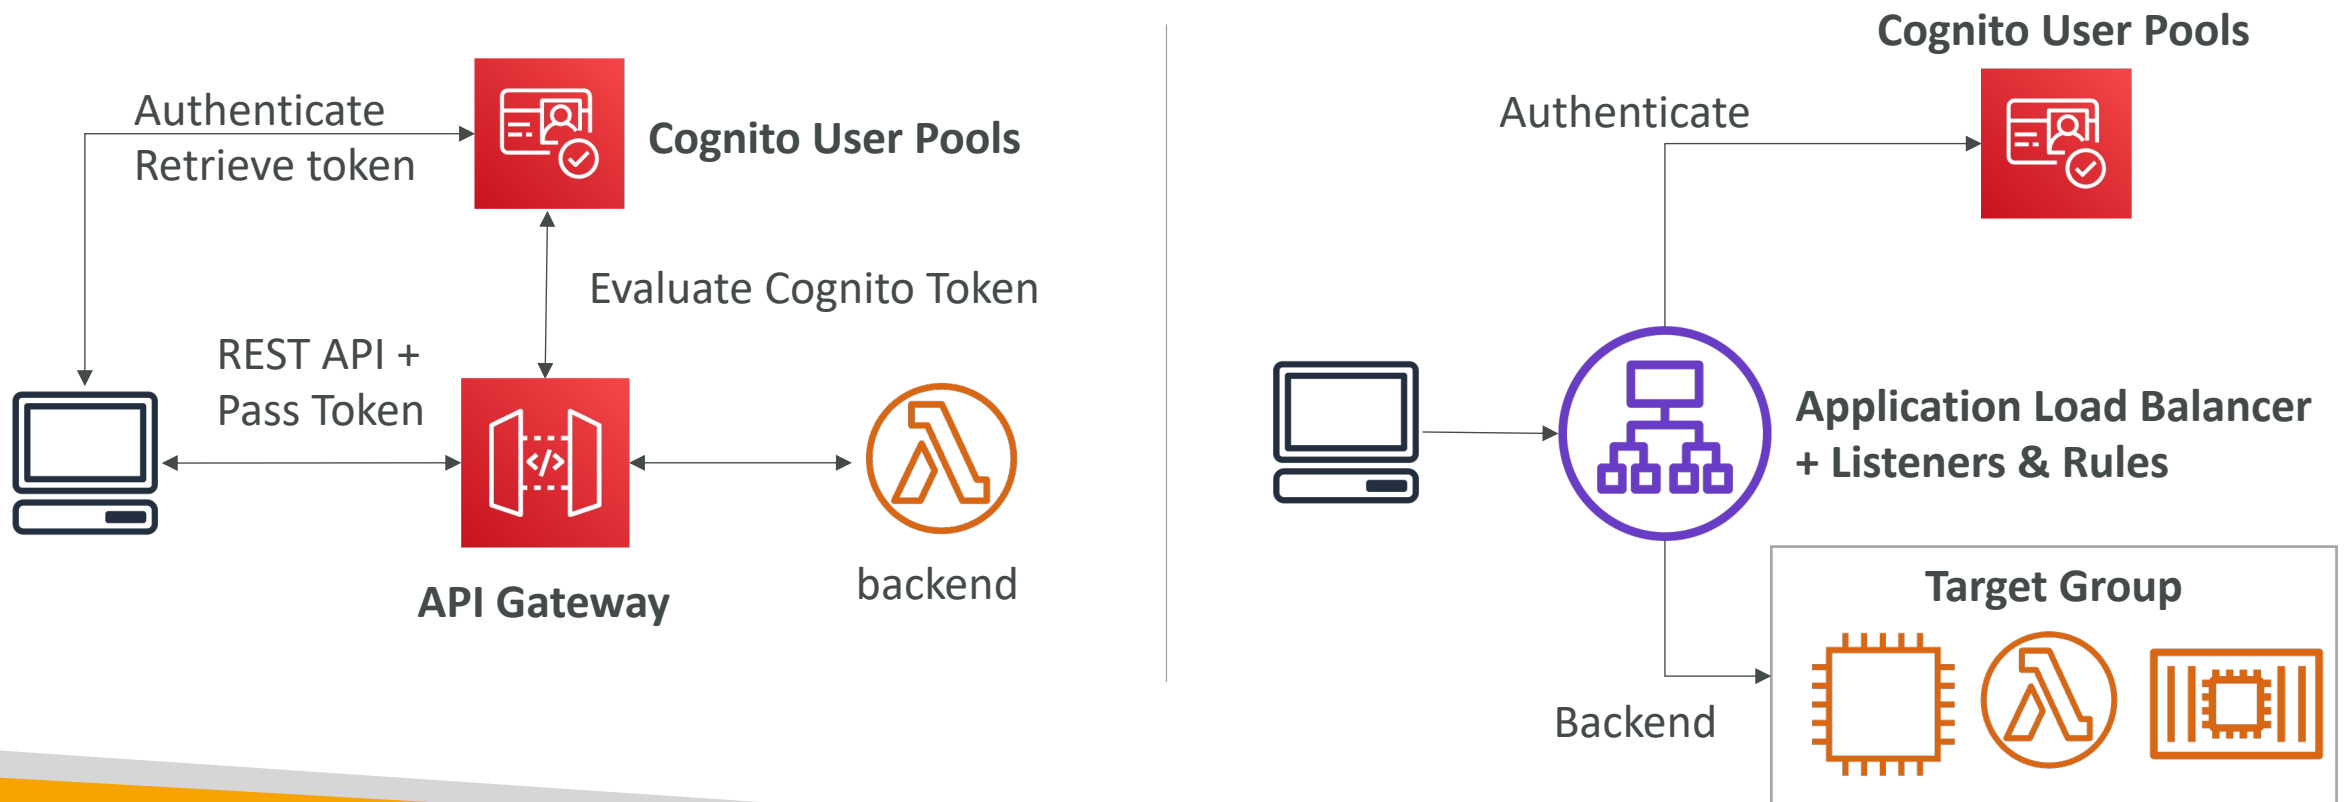 Authenticate
Retrieve token
Cognito User Pools
Evaluate Cognito Token
REST API +
Pass Token
</>
API Gateway
backend
Cognito User Pools
Authenticate
Application Load Balancer
+ Listeners & Rules
Target Group
Backend